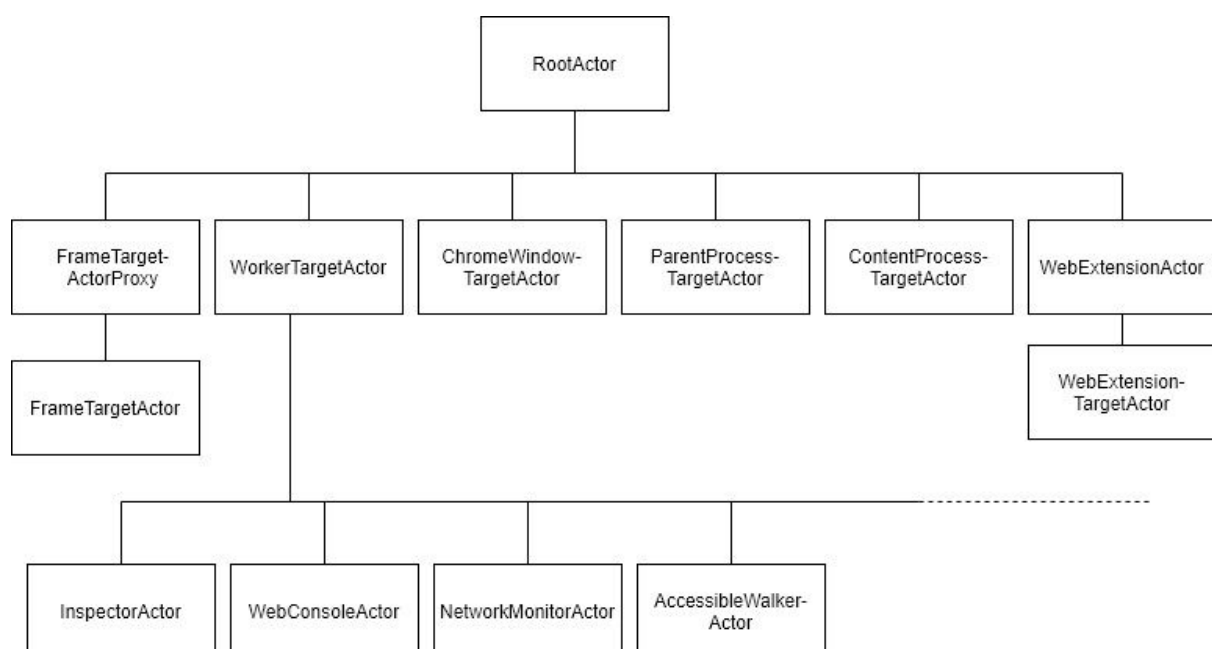 RootActor
FrameTarget-
ActorProxy
WorkerTargetActor
ChromeWindow-
TargetActor
ParentProcess-
TargetActor
ContentProcess-
TargetActor
WebExtensionActor
FrameTargetActor
WebExtension-
TargetActor
InspectorActor
WebConsoleActor
NetworkMonitorActor
AccessibleWalker-
Actor